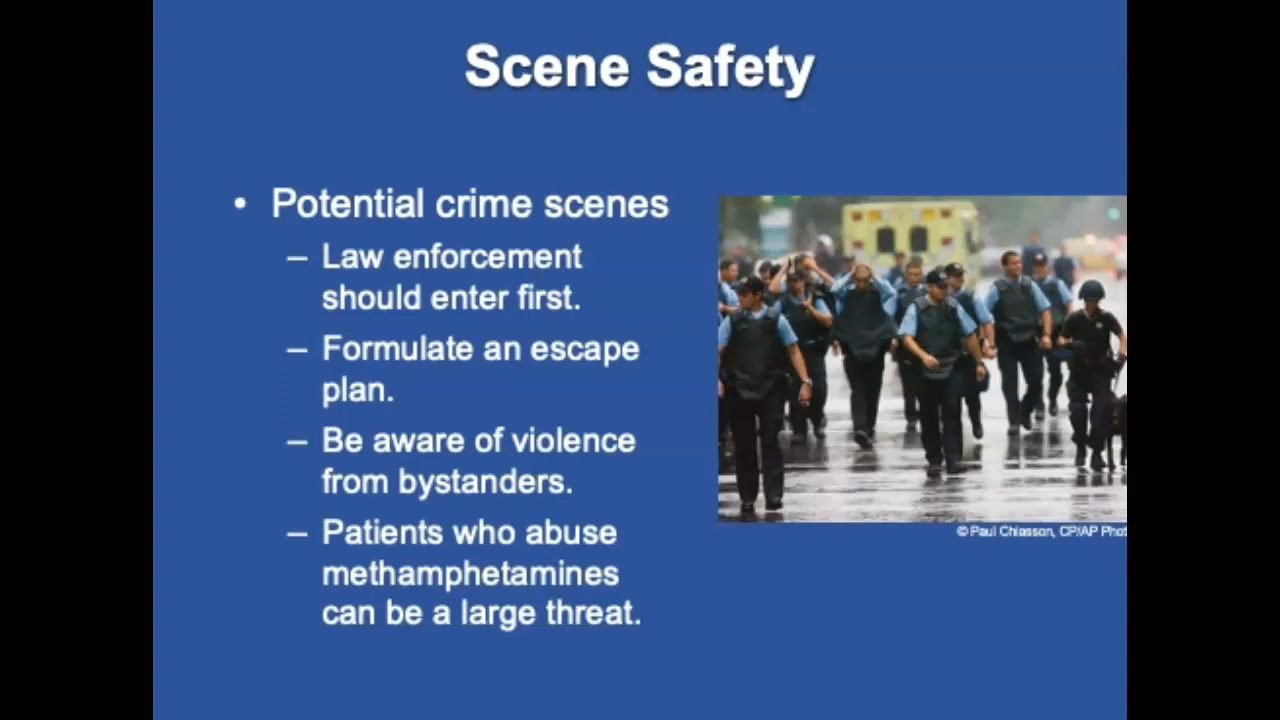 Scene Safety
• Potential crime scenes
– Law enforcement
should enter first.
– Formulate an escape
plan.
– Be aware of violence
from bystanders.
– Patients who abuse
methamphetamines
can be a large threat.
© Paul Chiasson, CP/AP Phot